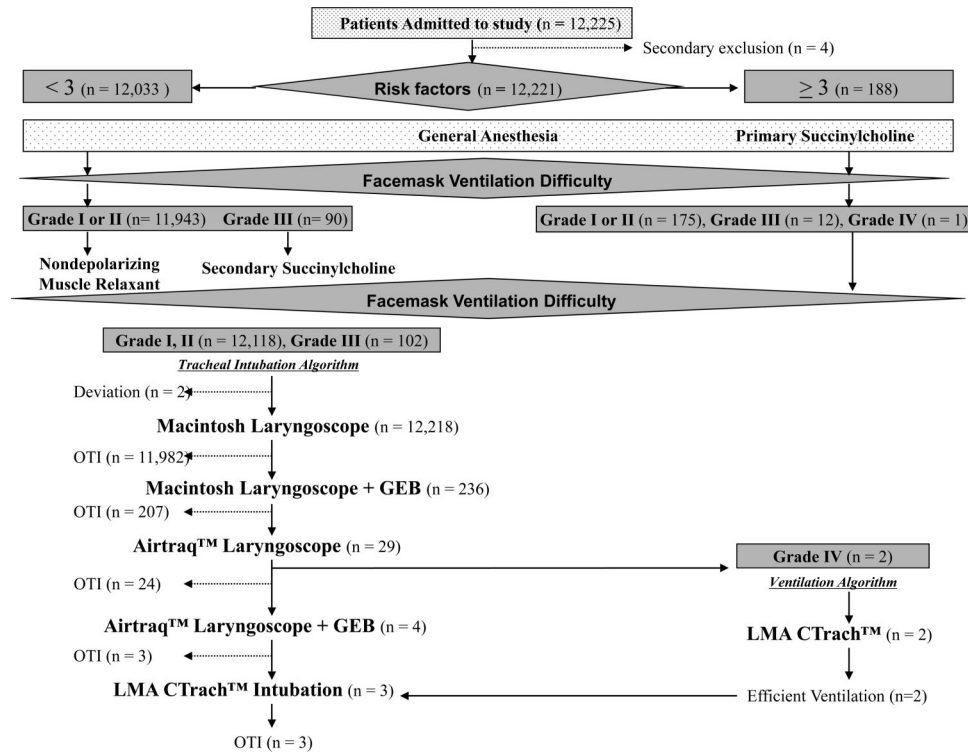 Patients Admitted to study (n = 12,225)
Secondary exclusion (n = 4)
< 3 (n = 12,033 )
Risk factors (n = 12,221)
≥ 3 (n = 188)
General Anesthesia
Primary Succinylcholine
Facemask Ventilation Difficulty
Grade I or II (n= 11,943) Grade III (n= 90)
Grade I or II (n = 175), Grade III (n = 12), Grade IV (n = 1)
Nondepolarizing
Muscle Relaxant
Secondary Succinylcholine
Facemask Ventilation Difficulty
Grade I, II (n = 12,118), Grade III (n = 102)
Tracheal Intubation Algorithm
Deviation (n = 2)
Macintosh Laryngoscope (n = 12,218)
OTI (n = 11,982)
Macintosh Laryngoscope + GEB (n = 236)
OTI (n = 207)
Airtraq™ Laryngoscope (n = 29)
Grade IV (n = 2)
OTI (n = 24)
Ventilation Algorithm
Airtraq™ Laryngoscope + GEB (n = 4)
LMA CTrach™ (n = 2)
OTI (n = 3)
LMA CTrach™ Intubation (n = 3)
Efficient Ventilation (n=2)
OTI (n = 3)